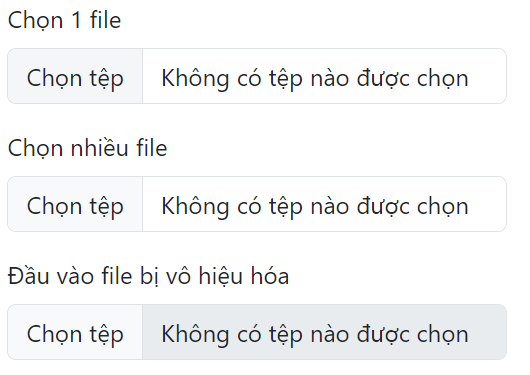 Chọn 1 file
Chọn tệp Không có tệp nào được chọn
Chọn nhiều file
Chọn tệp Không có tệp nào được chọn
Đầu vào file bị vô hiệu hóa
Chọn tệp Không có tệp nào được chọn